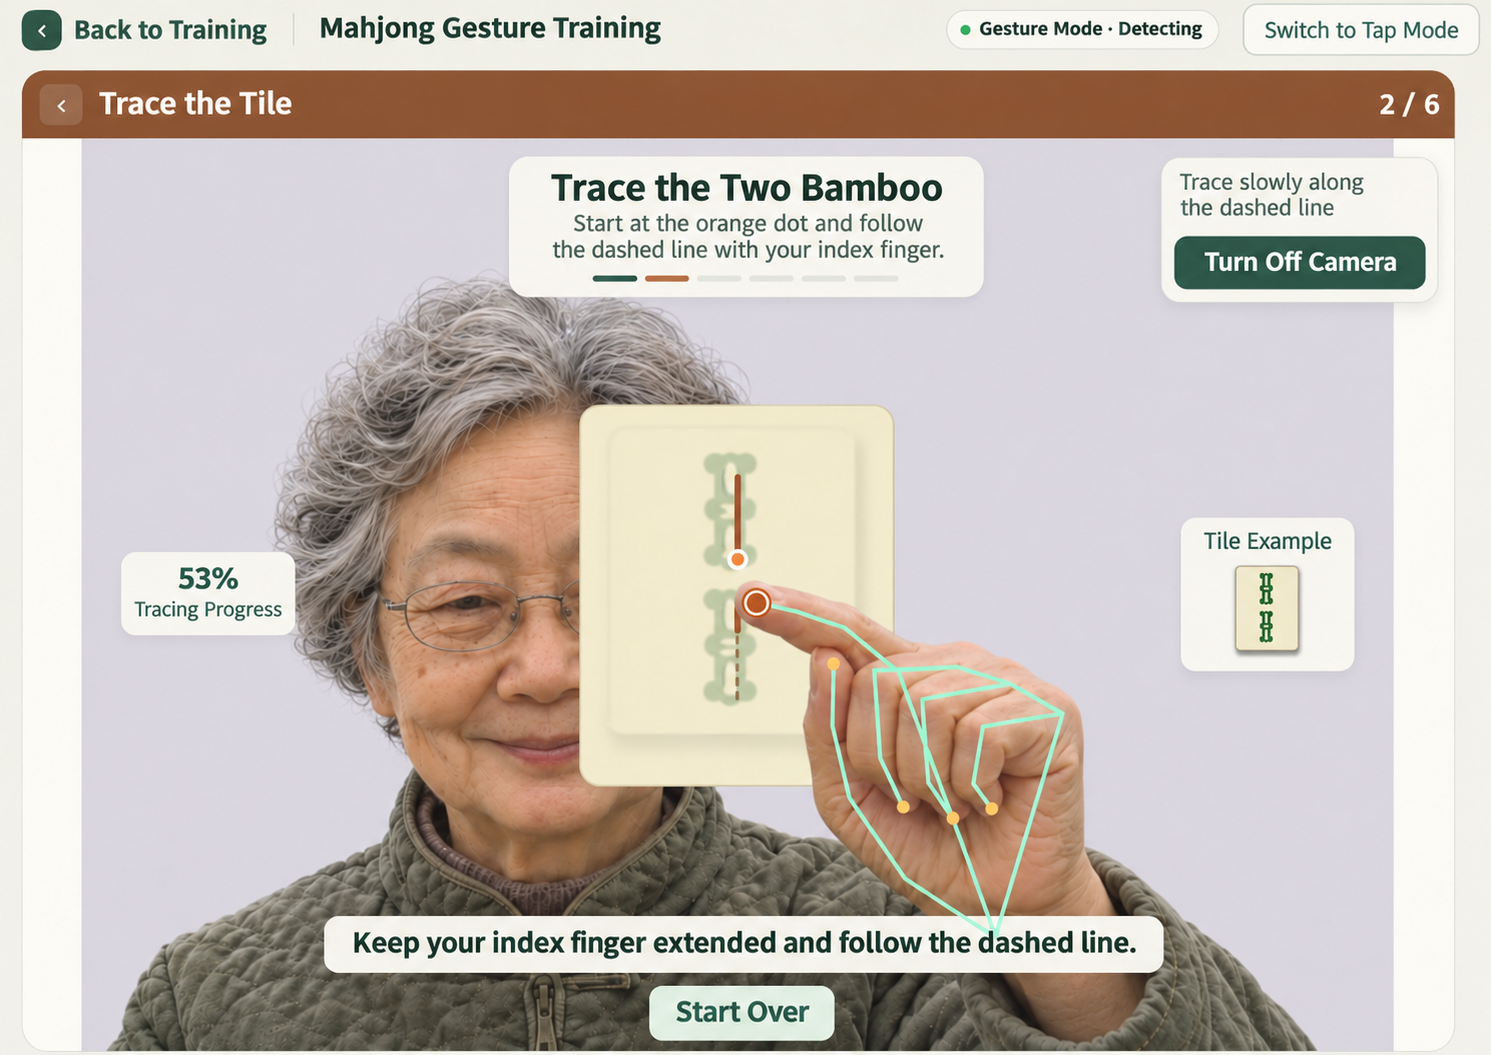 Back to Training
Mahjong Gesture Training
Gesture Mode · Detecting
Switch to Tap Mode
Trace the Tile
2 / 6
Trace the Two Bamboo
Start at the orange dot and follow
the dashed line with your index finger.
Trace slowly along
the dashed line
Turn Off Camera
53%
Tracing Progress
Tile Example
Keep your index finger extended and follow the dashed line.
Start Over